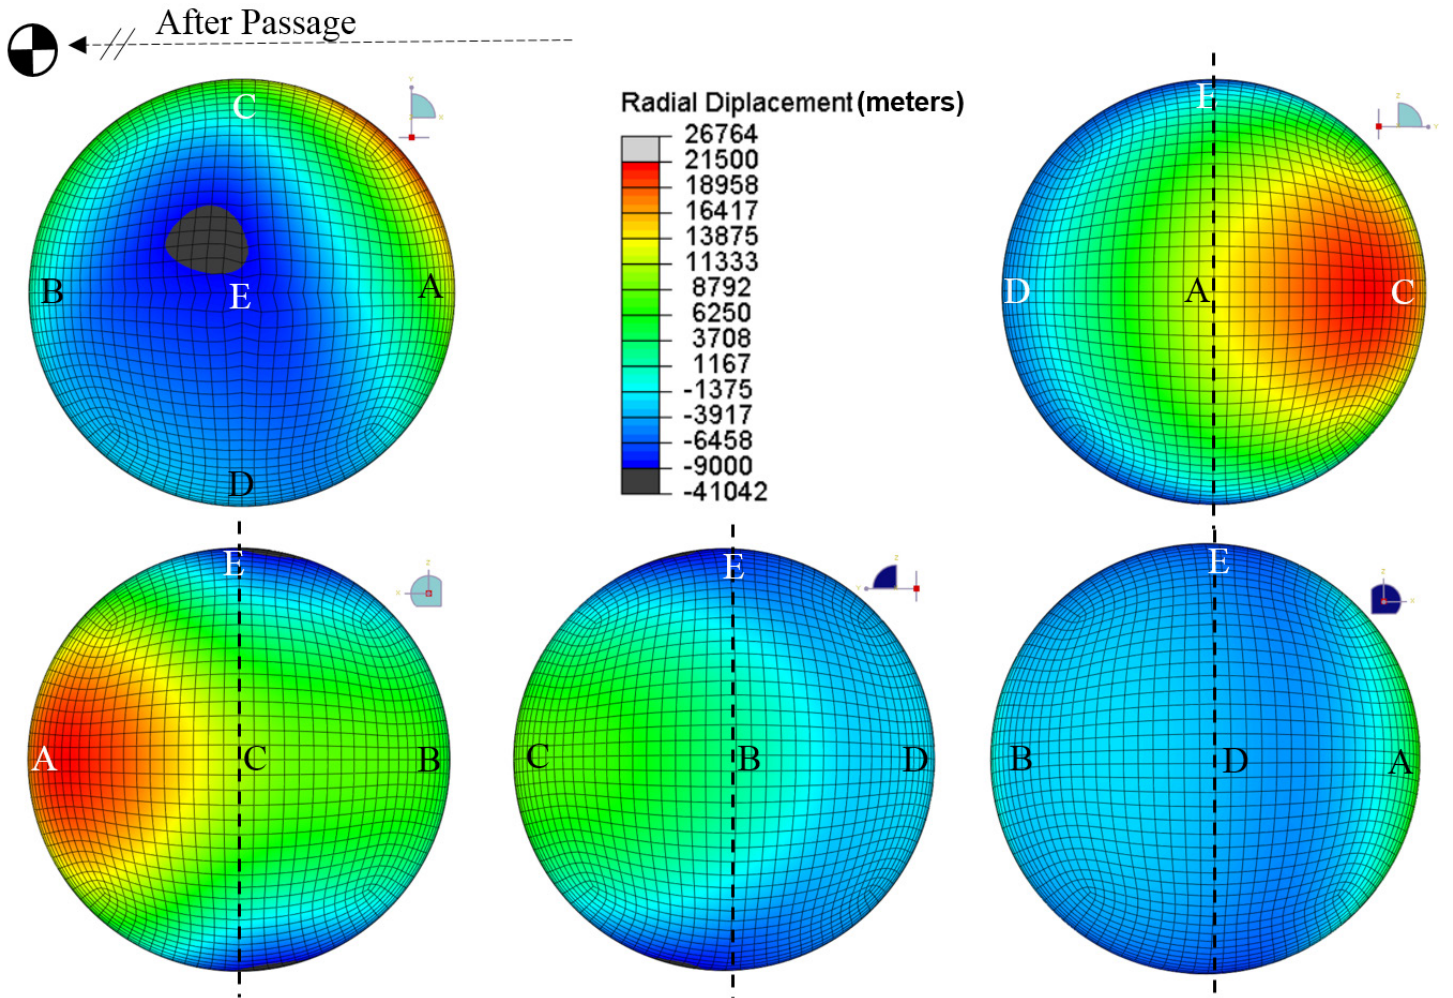 After Passage
C
B
E
A
D
Radial Diplacement (meters)
26764
21500
18958
16417
13875
11333
8792
6250
3708
1167
-1375
-3917
-6458
-9000
-41042
E
D
A
C
E
A
C
B
E
C
B
D
E
B
D
A